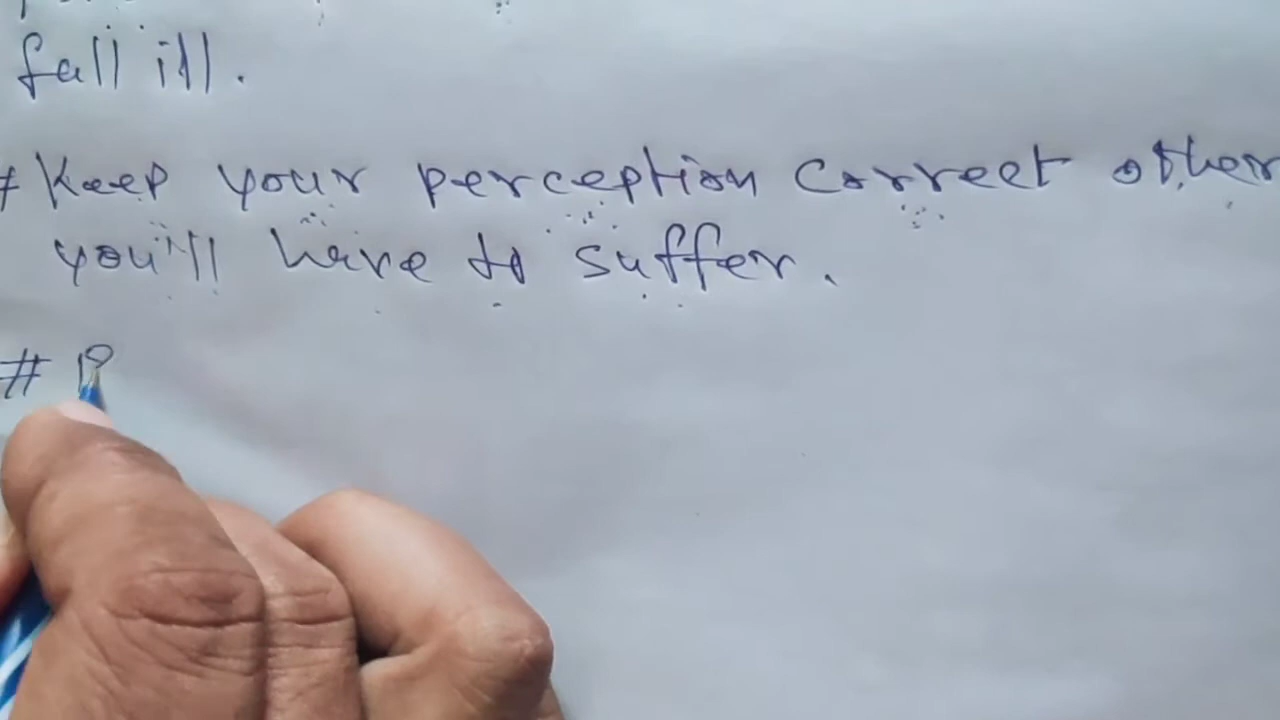 fall ill.
# Keep your perception correct other
you'll have to suffer.
#